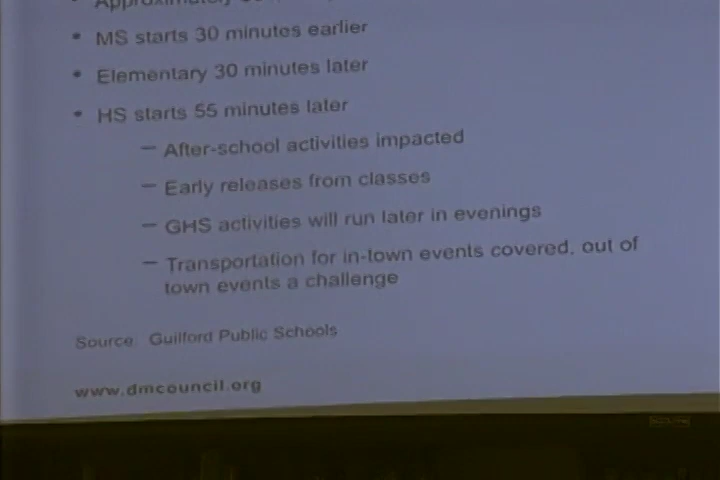 • Approximately
• MS starts 30 minutes earlier
• Elementary 30 minutes later
• HS starts 55 minutes later
– After-school activities impacted
– Early releases from classes
– GHS activities will run later in evenings
– Transportation for in-town events covered, out of
town events a challenge
Source: Guilford Public Schools
www.dmcouncil.org